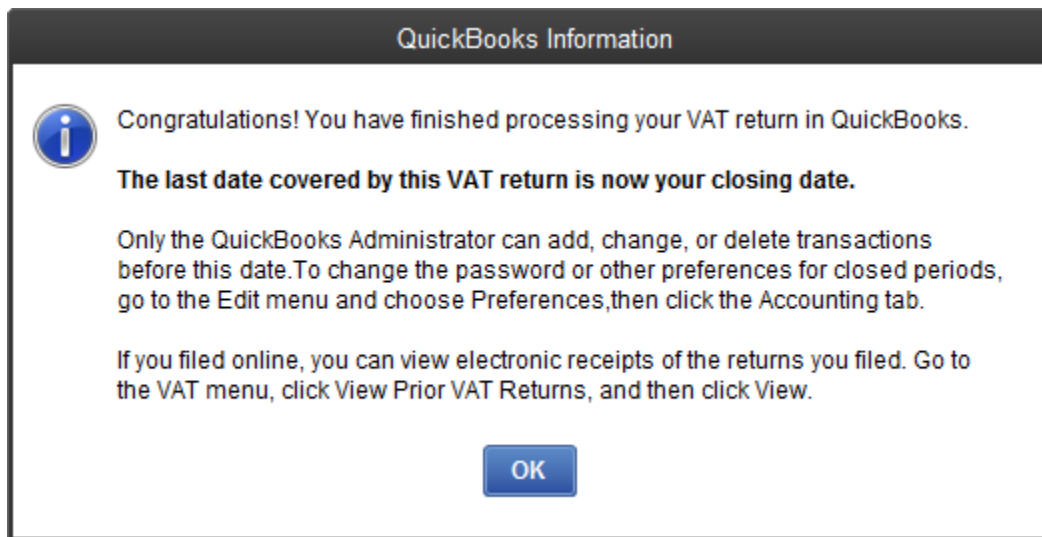 QuickBooks Information
Congratulations! You have finished processing your VAT return in QuickBooks.
The last date covered by this VAT return is now your closing date.
Only the QuickBooks Administrator can add, change, or delete transactions
before this date.To change the password or other preferences for closed periods,
go to the Edit menu and choose Preferences,then click the Accounting tab.
If you filed online, you can view electronic receipts of the returns you filed. Go to
the VAT menu, click View Prior VAT Returns, and then click View.
OK